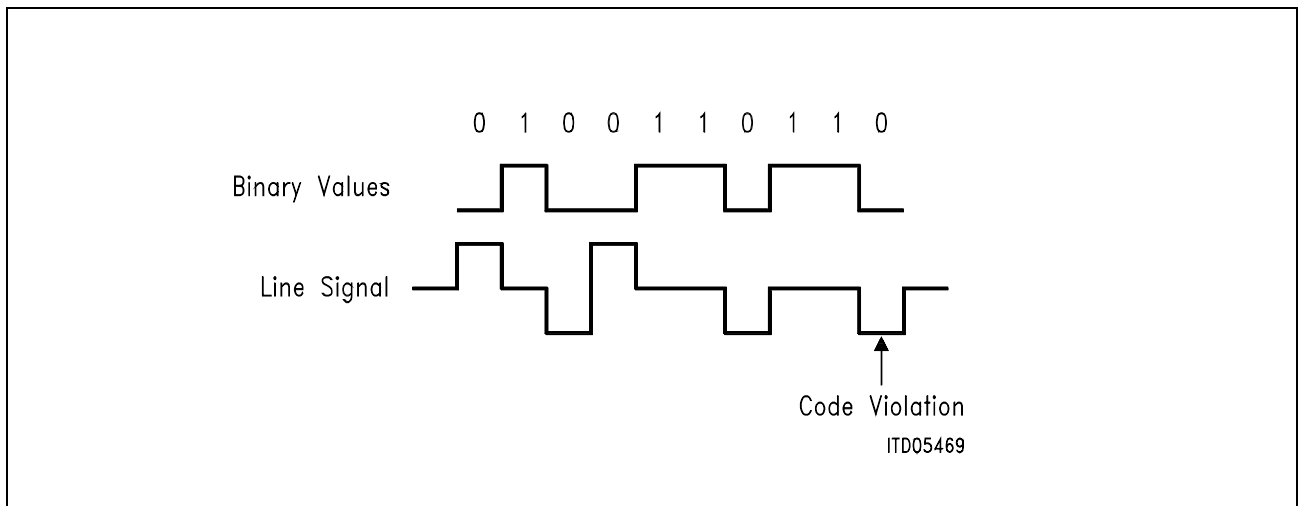 0 1 0 0 1 1 0 1 1 0
Binary Values
Line Signal
Code Violation
ITD05469